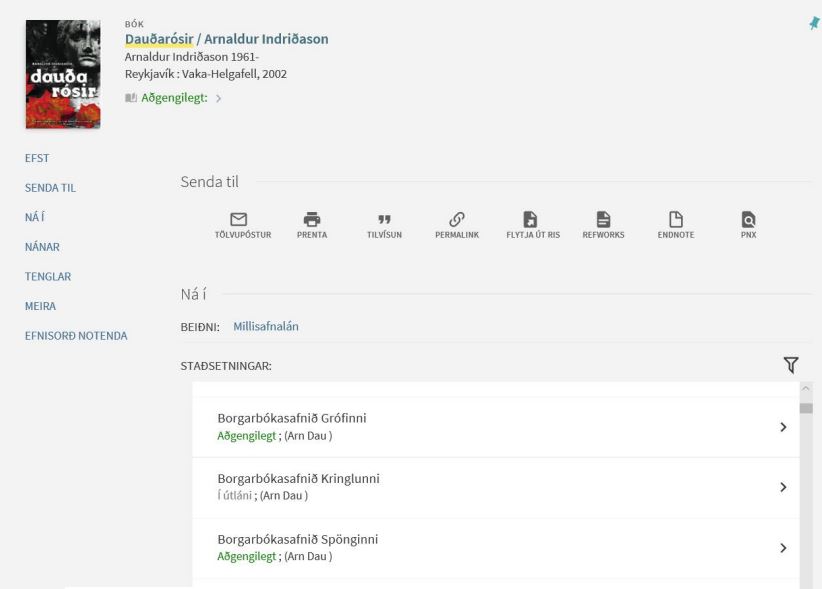 BÓK
Dauðarósir / Arnaldur Indriðason
Arnaldur Indriðason 1961-
Reykjavík : Vaka-Helgafell, 2002
Aðgengilegt:
dauða
rósir
EFST
SENDA TIL
NÁ Í
NÁNAR
TENGLAR
MEIRA
EFNISORÐ NOTENDA
Senda til
TÖLVUPÓSTUR PRENTA TILVÍSUN PERMALINK FLYTJA ÚT RIS REFWORKS ENDNOTE PNX
Ná í
BEIÐNI: Millisafnalán
STAÐSETNINGAR:
Borgarbókasafnið Grófinni
Aðgengilegt ; (Arn Dau )
Borgarbókasafnið Kringlunni
Í útláni ; (Arn Dau )
Borgarbókasafnið Spönginni
Aðgengilegt ; (Arn Dau )